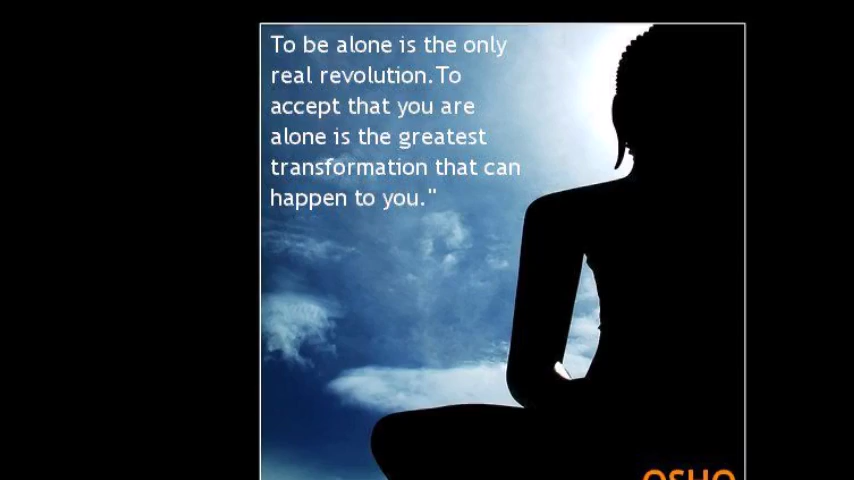 To be alone is the only
real revolution.To
accept that you are
alone is the greatest
transformation that can
happen to you."
OSHO